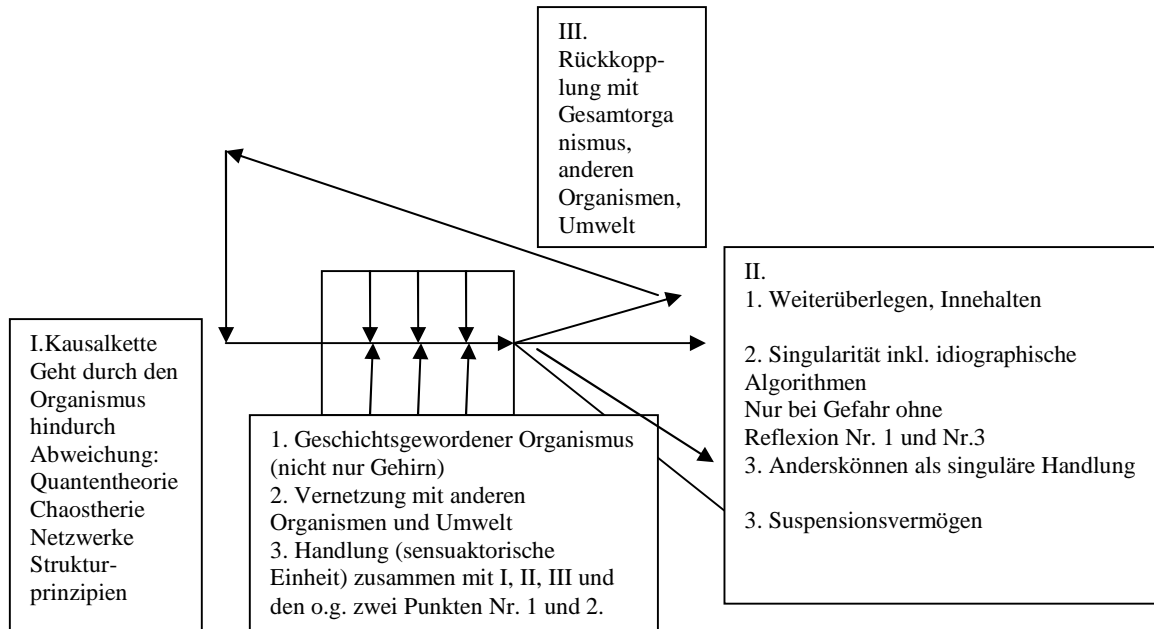 III.
Rückkopp-
lung mit
Gesamtorga
nismus,
anderen
Organismen,
Umwelt
I.Kausalkette
Geht durch den
Organismus
hindurch
Abweichung:
Quantentheorie
Chaostherie
Netzwerke
Struktur-
prinzipien
1. Geschichtsgewordener Organismus
(nicht nur Gehirn)
2. Vernetzung mit anderen
Organismen und Umwelt
3. Handlung (sensuaktorische
Einheit) zusammen mit I, II, III und
den o.g. zwei Punkten Nr. 1 und 2.
II.
1. Weiterüberlegen, Innehalten
2. Singularität inkl. idiographische
Algorithmen
Nur bei Gefahr ohne
Reflexion Nr. 1 und Nr.3
3. Anderskönnen als singuläre Handlung
3. Suspensionsvermögen